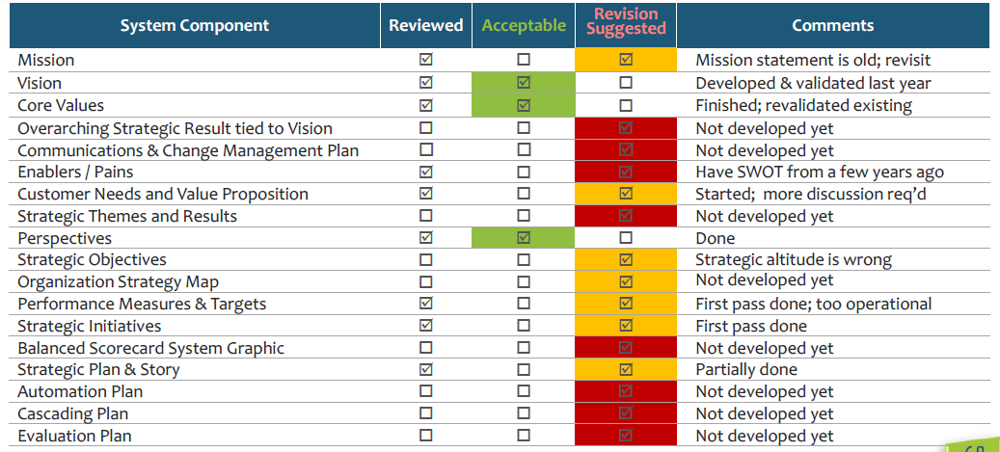 System Component Reviewed Acceptable Revision Suggested Comments
Mission ☑ ☐ ☑ Mission statement is old; revisit
Vision ☑ ☑ ☐ Developed & validated last year
Core Values ☑ ☑ ☐ Finished; revalidated existing
Overarching Strategic Result tied to Vision ☐ ☐ ☑ Not developed yet
Communications & Change Management Plan ☐ ☐ ☑ Not developed yet
Enablers / Pains ☑ ☐ ☑ Have SWOT from a few years ago
Customer Needs and Value Proposition ☑ ☐ ☑ Started; more discussion req’d
Strategic Themes and Results ☐ ☐ ☑ Not developed yet
Perspectives ☑ ☑ ☐ Done
Strategic Objectives ☐ ☐ ☑ Strategic altitude is wrong
Organization Strategy Map ☐ ☐ ☑ Not developed yet
Performance Measures & Targets ☑ ☐ ☑ First pass done; too operational
Strategic Initiatives ☑ ☐ ☑ First pass done
Balanced Scorecard System Graphic ☐ ☐ ☑ Not developed yet
Strategic Plan & Story ☑ ☐ ☑ Partially done
Automation Plan ☐ ☐ ☑ Not developed yet
Cascading Plan ☐ ☐ ☑ Not developed yet
Evaluation Plan ☐ ☐ ☑ Not developed yet